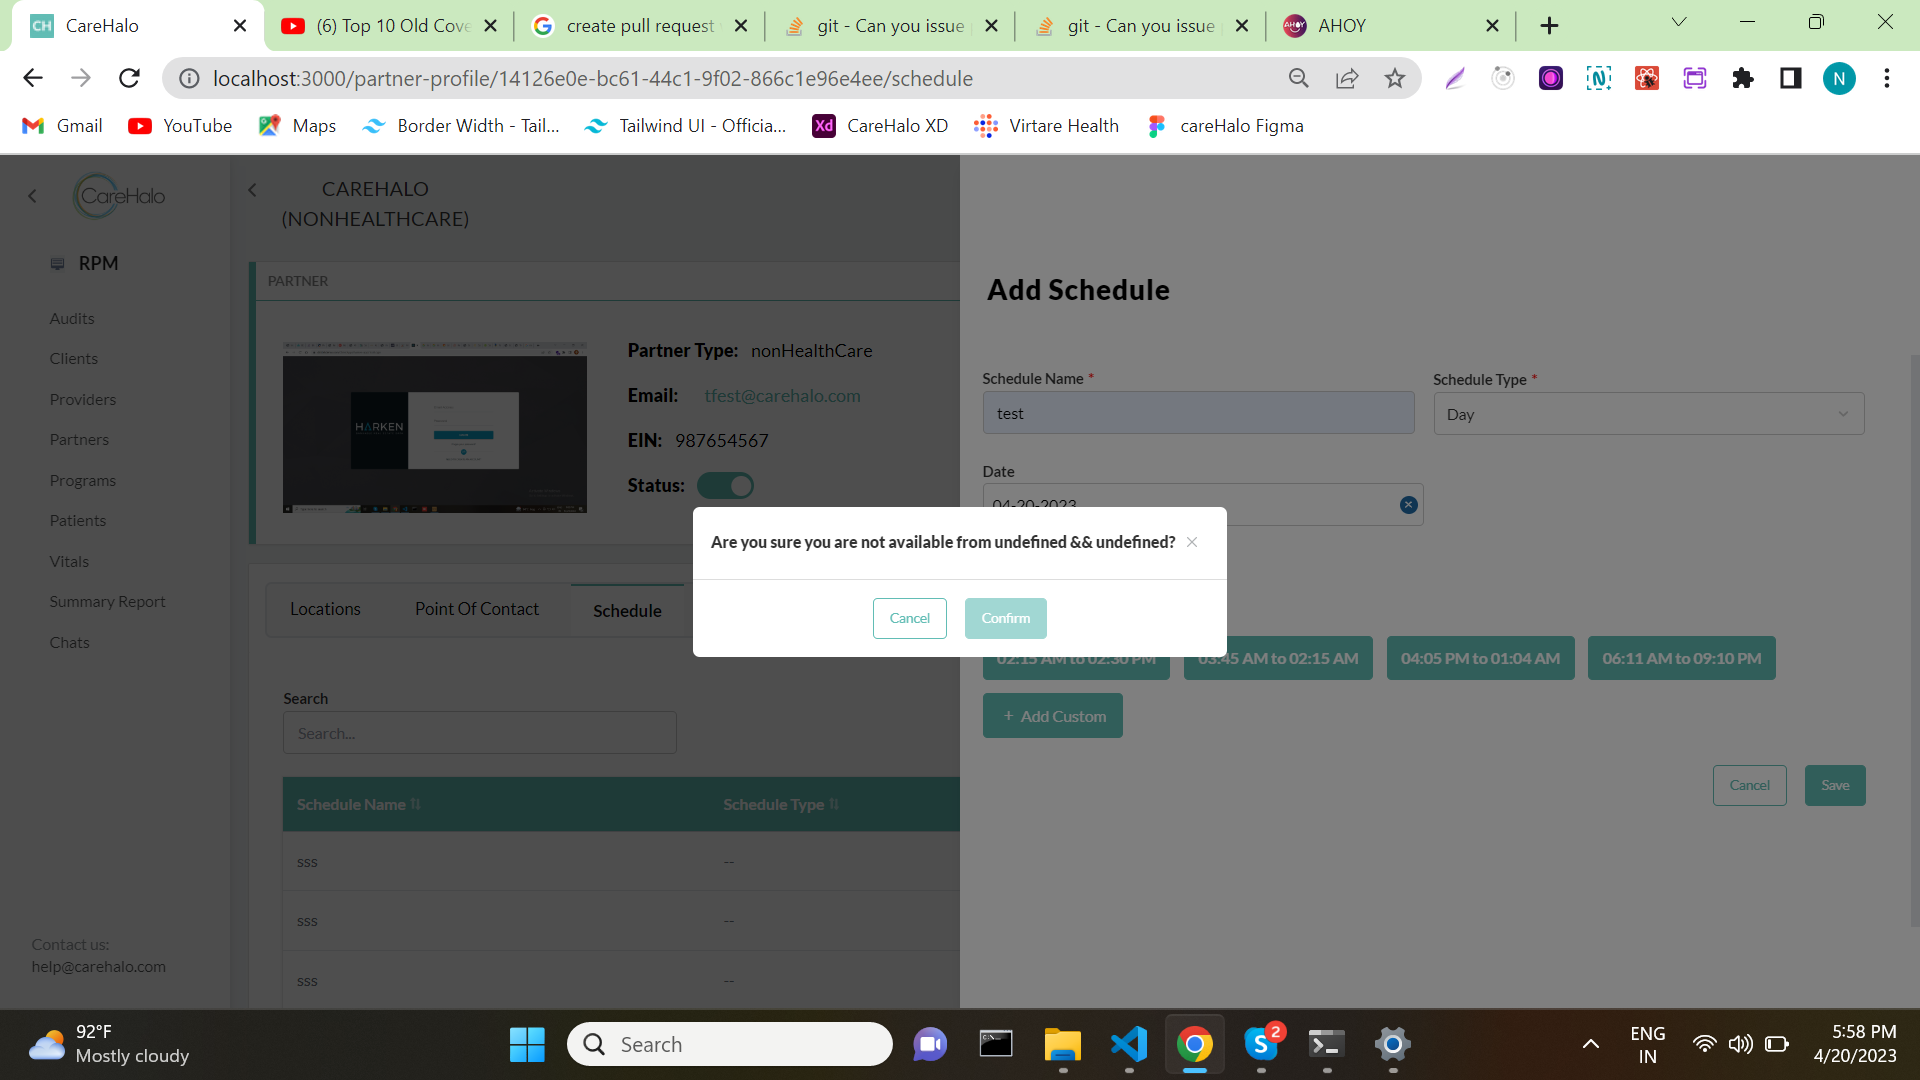 CareHalo
(6) Top 10 Old Cove
create pull request
git - Can you issue
git - Can you issue
AHOY
localhost:3000/partner-profile/14126e0e-bc61-44c1-9f02-866c1e96e4ee/schedule
N
Gmail
YouTube
Maps
Border Width - Tail...
Tailwind UI - Officia...
Xd
CareHalo XD
Virtare Health
careHalo Figma
CareHalo
RPM
Audits
Clients
Providers
Partners
Programs
Patients
Vitals
Summary Report
Chats
Contact us:
help@carehalo.com
CAREHALO
(NONHEALTHCARE)
PARTNER
HARKEN
Partner Type: nonHealthCare
Email: tfest@carehalo.com
EIN: 987654567
Status:
Locations
Point Of Contact
Schedule
Search
Search...
Schedule Name
Schedule Type
sss
--
sss
--
sss
--
Add Schedule
Schedule Name *
test
Schedule Type *
Day
Date
04-20-2023
Are you sure you are not available from undefined && undefined?
Cancel
Confirm
02:15 AM to 02:30 PM
03:45 AM to 02:15 AM
04:05 PM to 01:04 AM
06:11 AM to 09:10 PM
+ Add Custom
Cancel
Save
92°F
Mostly cloudy
Search
2
ENG
IN
5:58 PM
4/20/2023